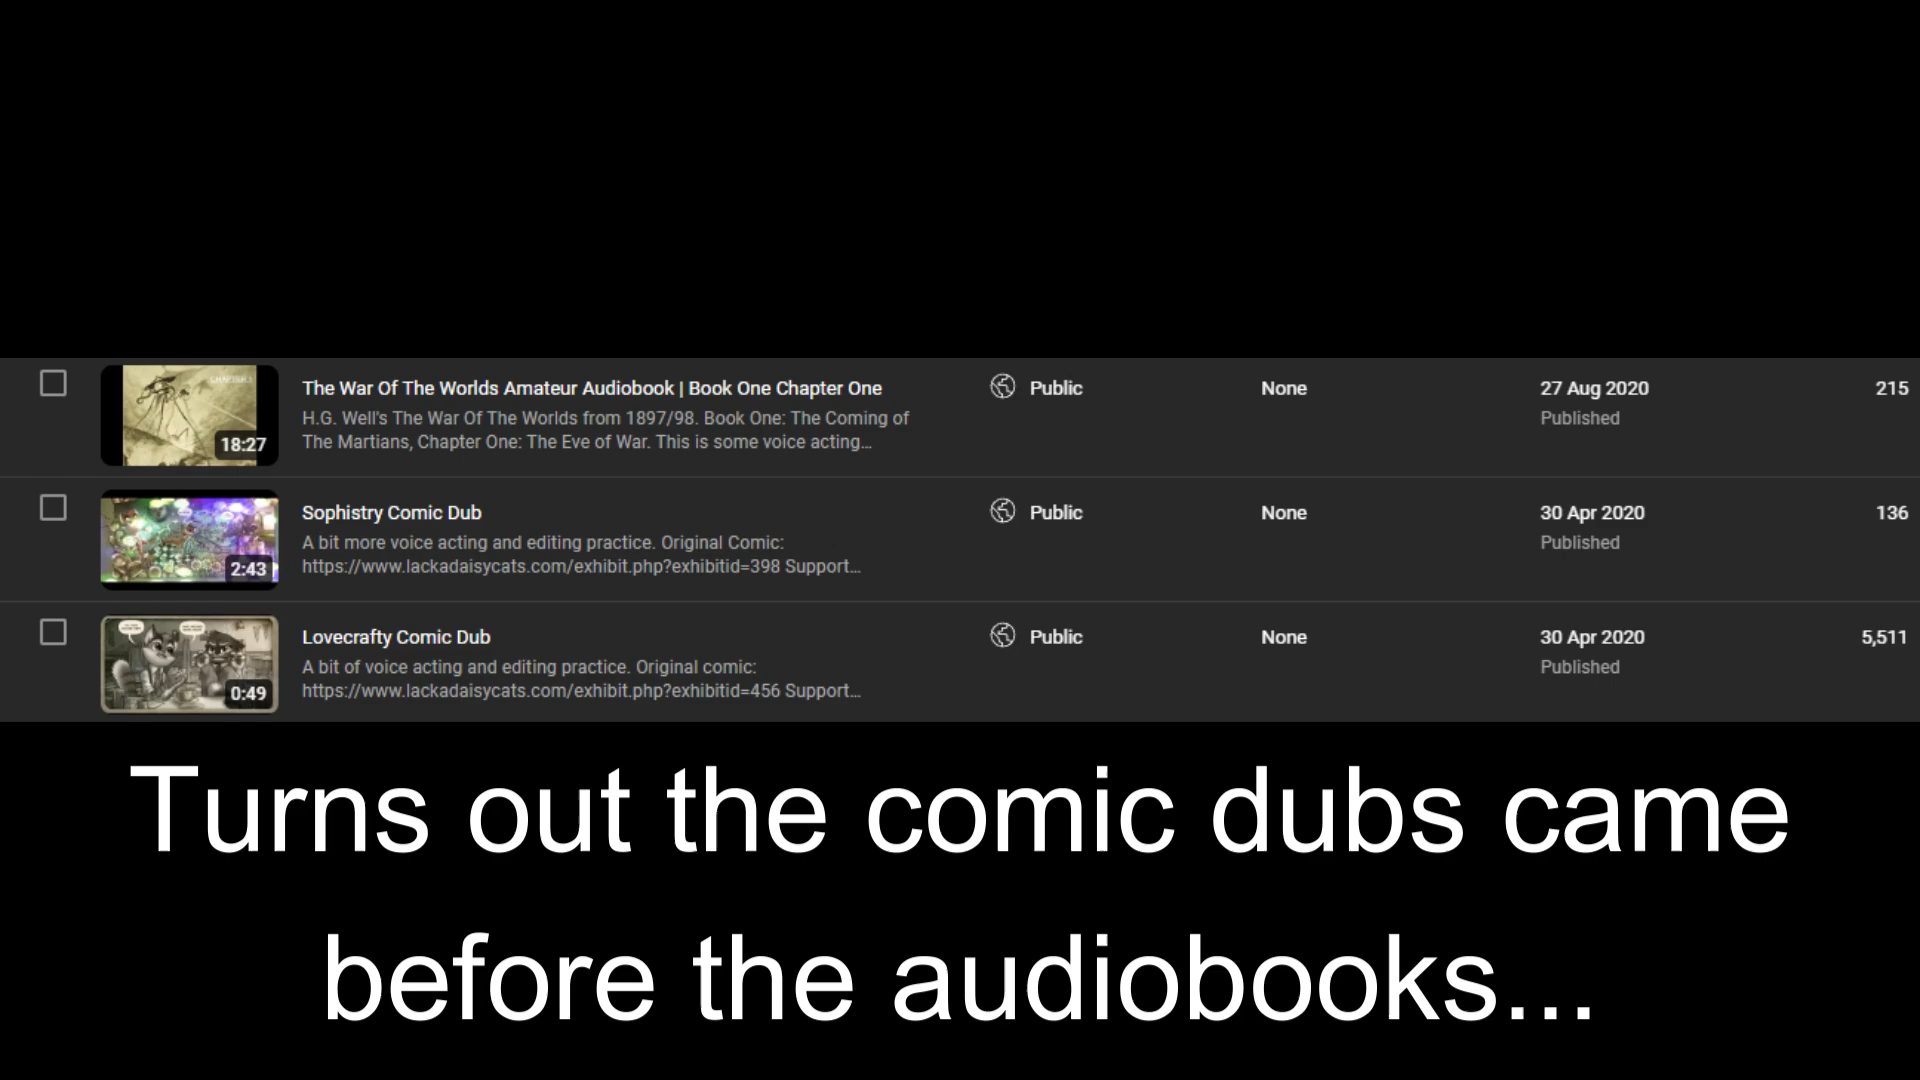 The War Of The Worlds Amateur Audiobook | Book One Chapter One
H.G. Well's The War Of The Worlds from 1897/98. Book One: The Coming of
The Martians, Chapter One: The Eve of War. This is some voice acting...
18:27
Public
None
27 Aug 2020
Published
215
Sophistry Comic Dub
A bit more voice acting and editing practice. Original Comic:
https://www.lackadaisycats.com/exhibit.php?exhibitid=398 Support...
2:43
Public
None
30 Apr 2020
Published
136
Lovecrafty Comic Dub
A bit of voice acting and editing practice. Original comic:
https://www.lackadaisycats.com/exhibit.php?exhibitid=456 Support...
0:49
Public
None
30 Apr 2020
Published
5,511
Turns out the comic dubs came
before the audiobooks...